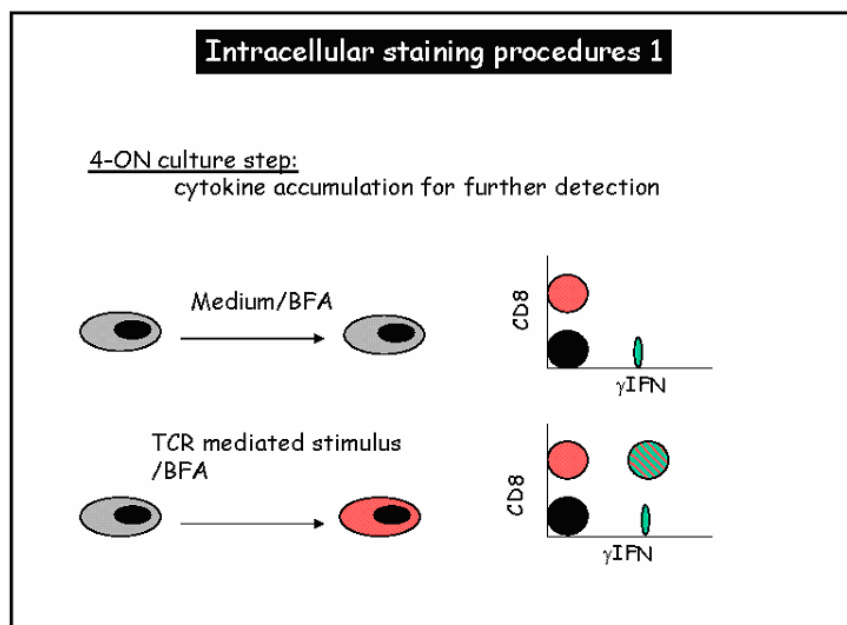 Intracellular staining procedures 1
4-ON culture step:
cytokine accumulation for further detection
Medium/BFA
CD8
γIFN
TCR mediated stimulus
/BFA
CD8
γIFN